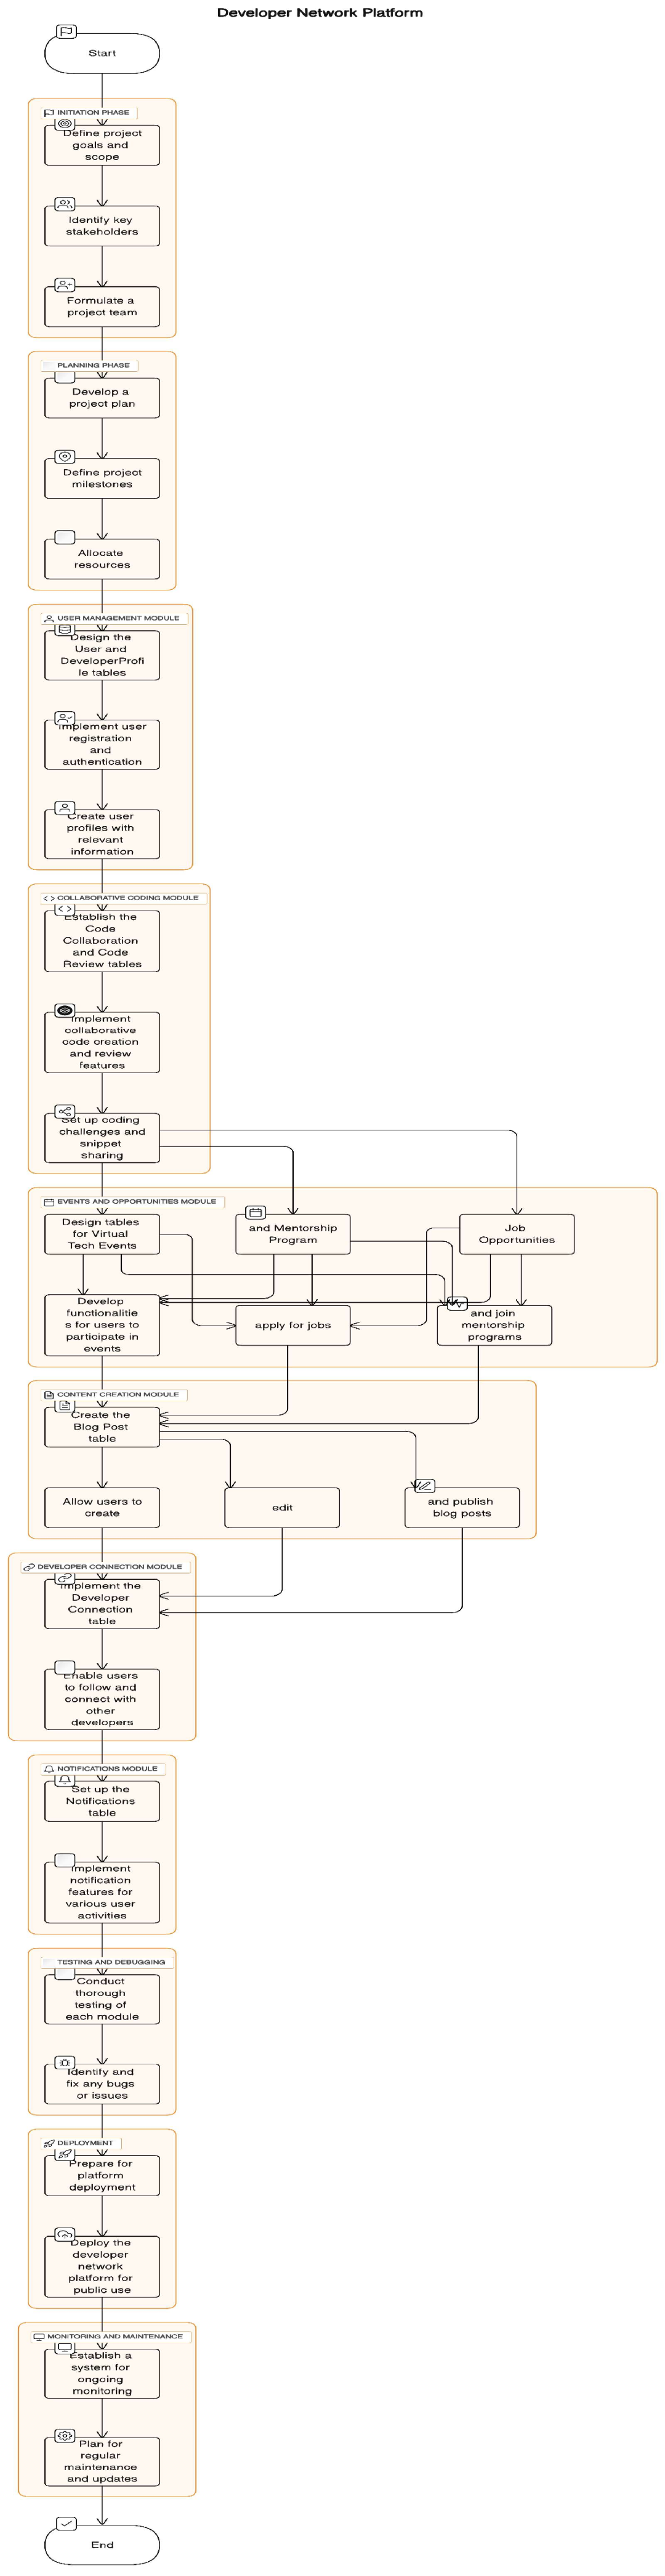 Developer Network Platform
Start
INITIATION PHASE
Define project
goals and
scope
Identify key
stakeholders
Formulate a
project team
PLANNING PHASE
Develop a
project plan
Define project
milestones
Allocate
resources
USER MANAGEMENT MODULE
Design the
User and
DeveloperProfi
le tables
Implement user
registration
and
authentication
Create user
profiles with
relevant
information
COLLABORATIVE CODING MODULE
Establish the
Code
Collaboration
and Code
Review tables
Implement
collaborative
code creation
and review
features
Set up coding
challenges and
snippet
sharing
EVENTS AND OPPORTUNITIES MODULE
Design tables
for Virtual
Tech Events
and Mentorship
Program
Job
Opportunities
Develop
functionalitie
s for users to
participate in
events
apply for jobs
and join
mentorship
programs
CONTENT CREATION MODULE
Create the
Blog Post
table
Allow users to
create
edit
and publish
blog posts
DEVELOPER CONNECTION MODULE
Implement the
Developer
Connection
table
Enable users
to follow and
connect with
other
developers
NOTIFICATIONS MODULE
Set up the
Notifications
table
Implement
notification
features for
various user
activities
TESTING AND DEBUGGING
Conduct
thorough
testing of
each module
Identify and
fix any bugs
or issues
DEPLOYMENT
Prepare for
platform
deployment
Deploy the
developer
network
platform for
public use
MONITORING AND MAINTENANCE
Establish a
system for
ongoing
monitoring
Plan for
regular
maintenance
and updates
End